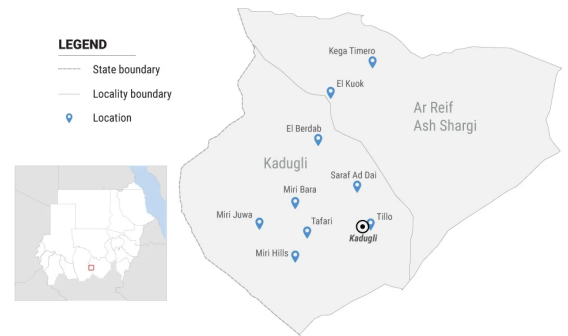 LEGEND
State boundary
Locality boundary
Location
Kega Timero
El Kuok
Ar Reif
Ash Shargi
El Berdab
Kadugli
Saraf Ad Dai
Miri Bara
Miri Juwa
Tafari
Tillo
Kadugli
Miri Hills